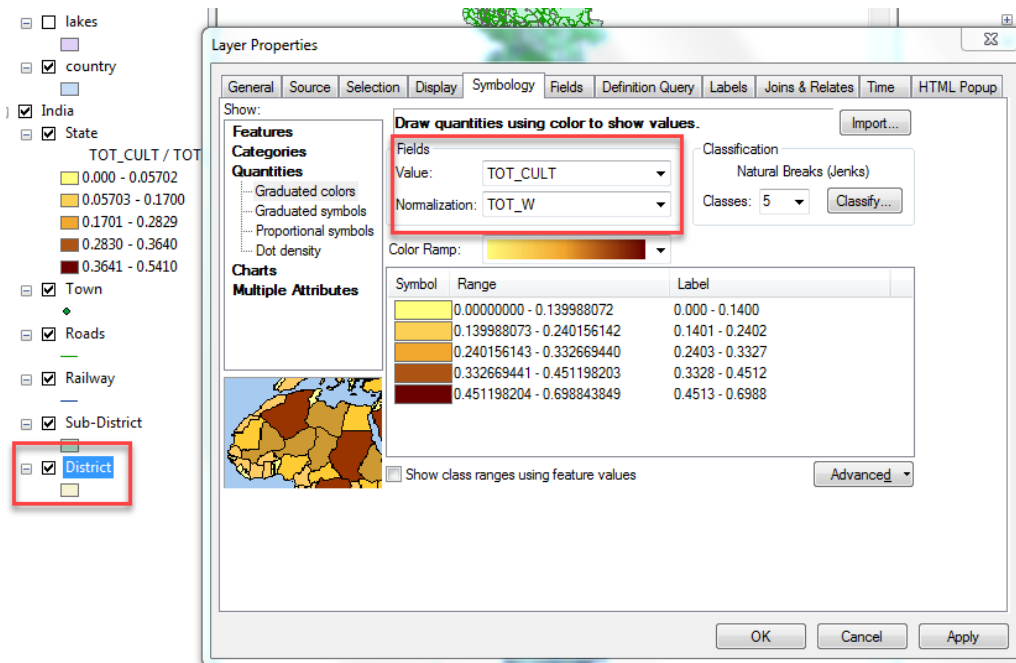 lakes
country
India
State
TOT_CULT / TOT
0.000 - 0.05702
0.05703 - 0.1700
0.1701 - 0.2829
0.2830 - 0.3640
0.3641 - 0.5410
Town
Roads
Railway
Sub-District
District
Layer Properties
General Source Selection Display Symbology Fields Definition Query Labels Joins & Relates Time HTML Popup
Show:
Features
Categories
Quantities
Graduated colors
Graduated symbols
Proportional symbols
Dot density
Charts
Multiple Attributes
Draw quantities using color to show values.
Import...
Fields
Value: TOT_CULT
Normalization: TOT_W
Classification
Natural Breaks (Jenks)
Classes: 5 Classify...
Color Ramp:
Symbol Range Label
0.00000000 - 0.139988072 0.000 - 0.1400
0.139988073 - 0.240156142 0.1401 - 0.2402
0.240156143 - 0.332669440 0.2403 - 0.3327
0.332669441 - 0.451198203 0.3328 - 0.4512
0.451198204 - 0.698843849 0.4513 - 0.6988
Show class ranges using feature values
Advanced
OK Cancel Apply